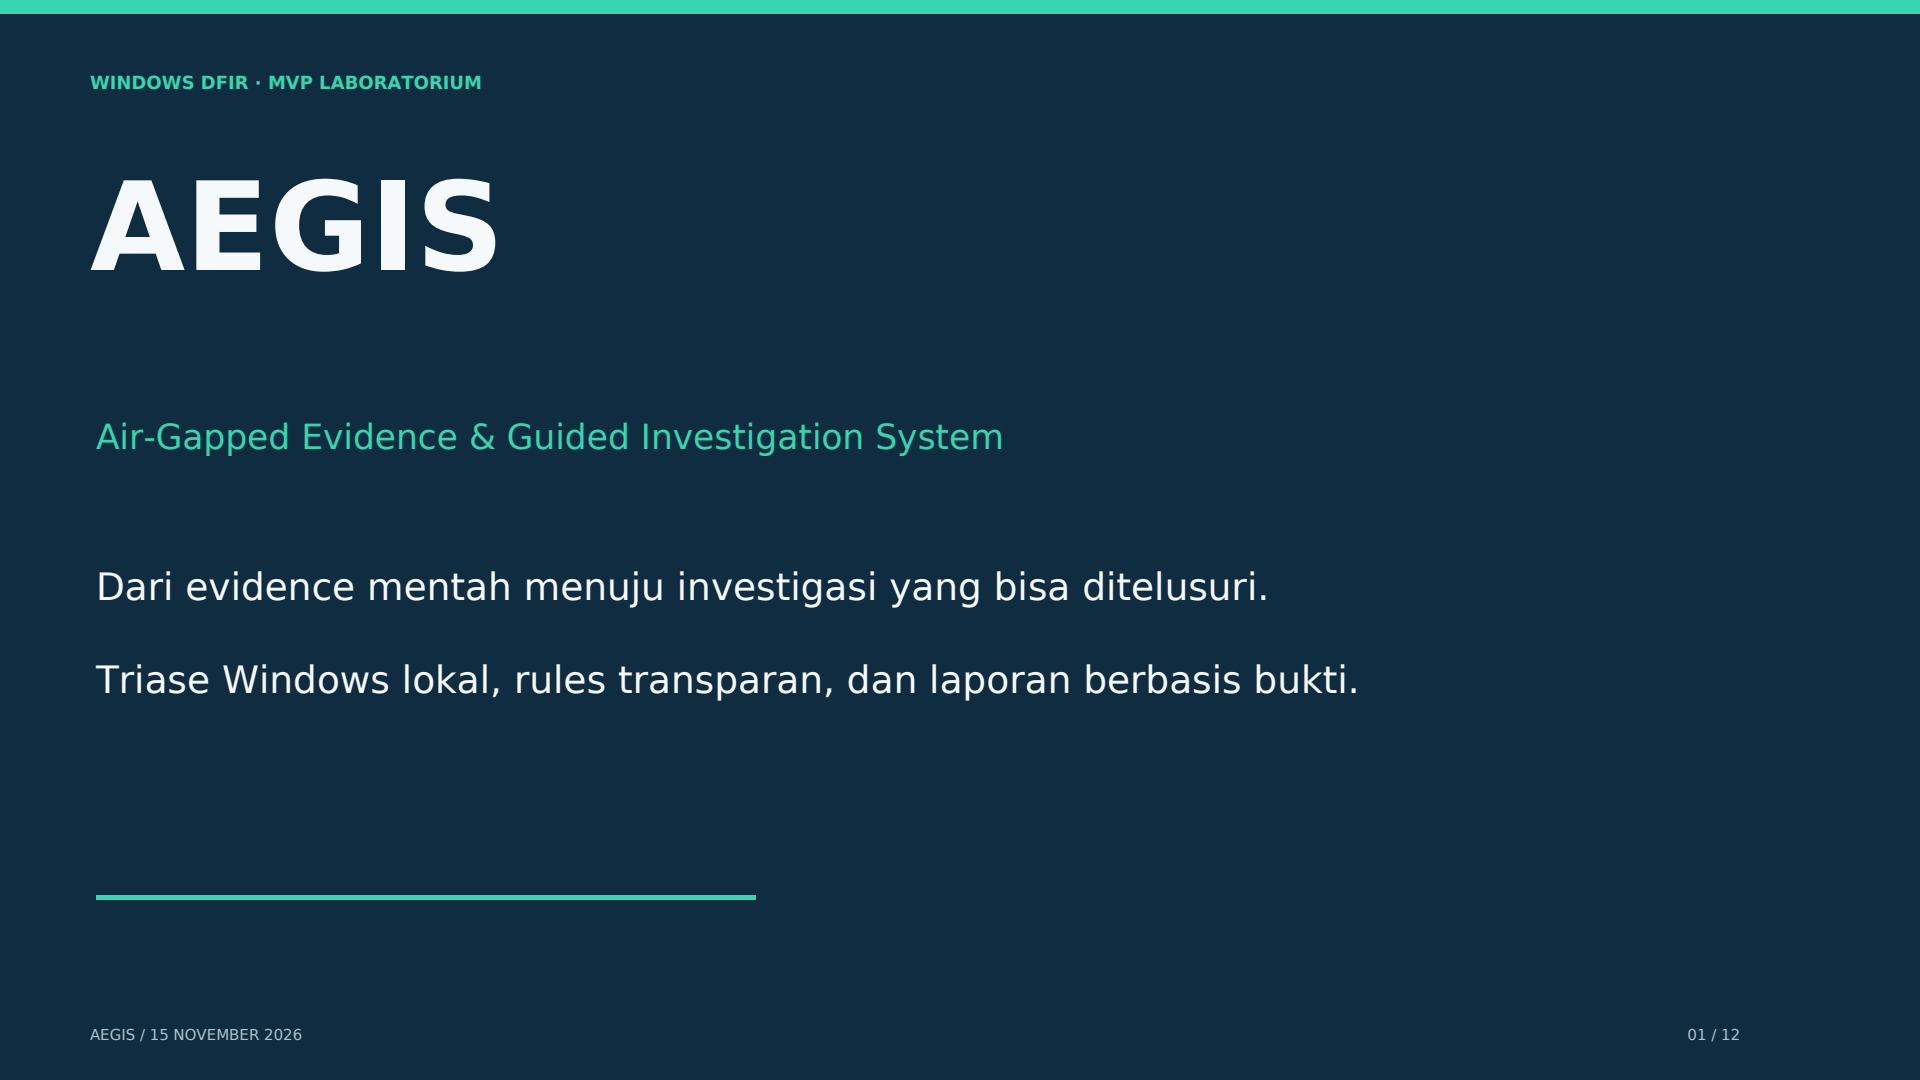 WINDOWS DFIR · MVP LABORATORIUM
AEGIS
Air-Gapped Evidence & Guided Investigation System
Dari evidence mentah menuju investigasi yang bisa ditelusuri.
Triase Windows lokal, rules transparan, dan laporan berbasis bukti.
AEGIS / 15 NOVEMBER 2026
01 / 12